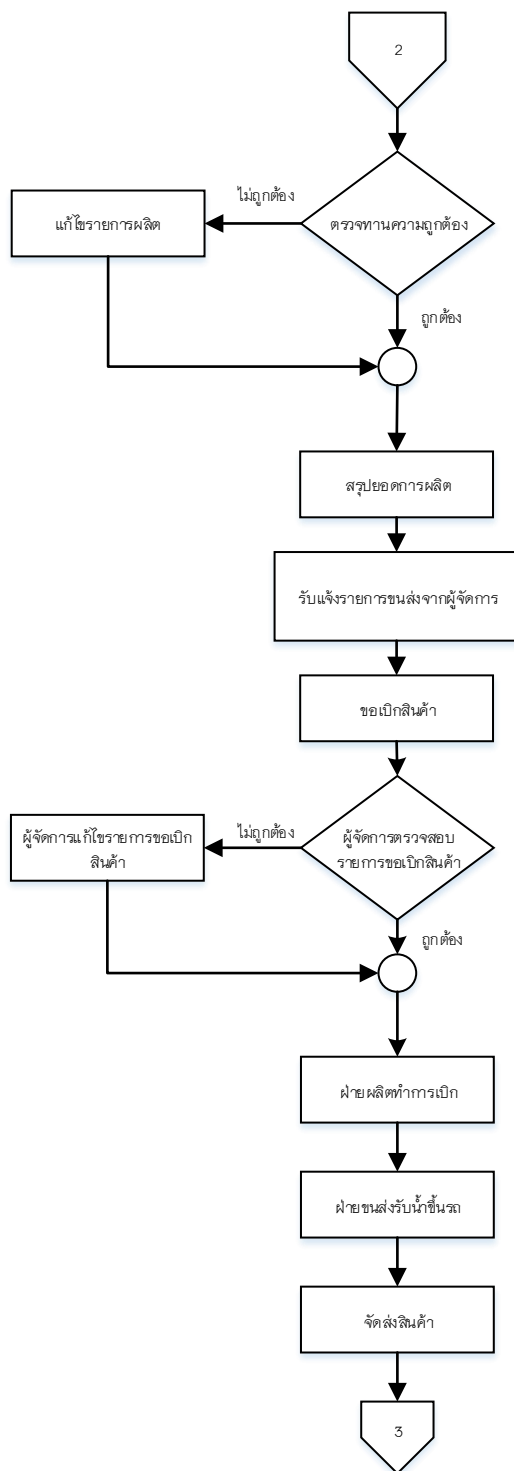 2
ไม่ถูกต้อง
แก้ไขรายการผลิต
ตรวจทานความถูกต้อง
ถูกต้อง
สรุปยอดการผลิต
รับแจ้งรายการขนส่งจากผู้จัดการ
ขอเบิกสินค้า
ไม่ถูกต้อง
ผู้จัดการแก้ไขรายการขอเบิก
สินค้า
ผู้จัดการตรวจสอบ
รายการขอเบิกสินค้า
ถูกต้อง
ฝ่ายผลิตทำการเบิก
ฝ่ายขนส่งรับน้ำขึ้นรถ
จัดส่งสินค้า
3